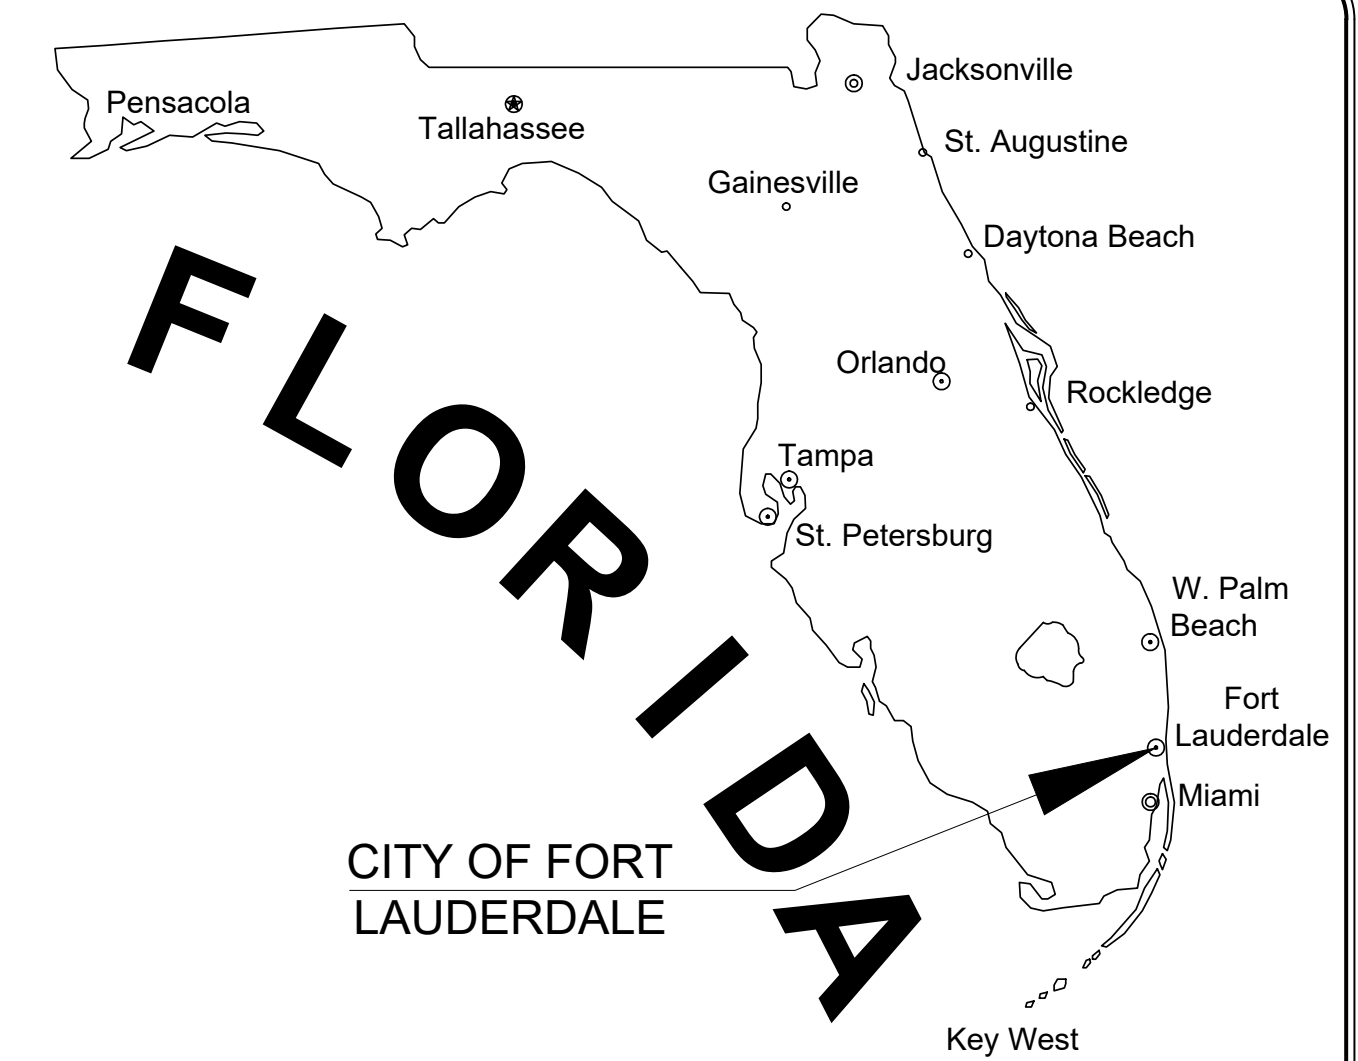 Jacksonville
Pensacola
Tallahassee
St. Augustine
Gainesville
Daytona Beach
Orlando
Rockledge
Tampa
St. Petersburg
W. Palm
Beach
Fort
Lauderdale
Miami
FLORIDA
CITY OF FORT
LAUDERDALE
Key West